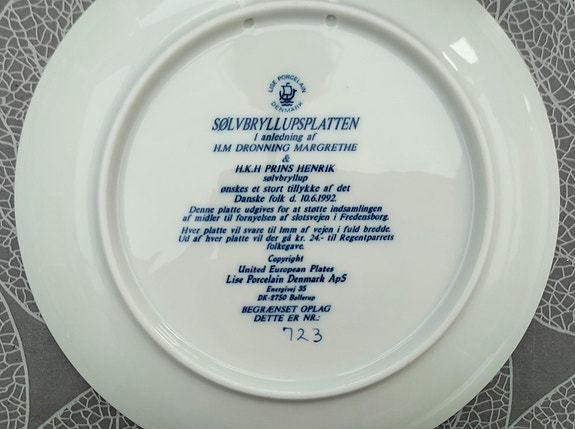 LISE PORCELAIN
DENMARK
SØLVBRYLLUPSPLATTEN
I anledning af
H.M DRONNING MARGRETHE
&
H.K.H PRINS HENRIK
sølvbryllup
ønskes et stort tillykke af det
Danske folk d. 10.6.1992.
Denne platte udgives for at støtte indsamlingen
af midler til fornyelsen af slotsvejen i Fredensborg.
Hver platte vil svare til 1mm af vejen i fuld bredde.
Ud af hver platte vil der gå kr. 24.- til Regentparrets
folkegave.
Copyright
United European Plates
Lise Porcelain Denmark ApS
Energivej 35
DK-2750 Ballerup
BEGRÆNSET OPLAG
DETTE ER NR.:
723